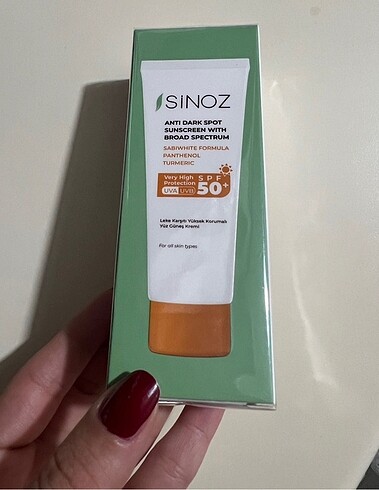 SiNOZ
ANTI DARK SPOT
SUNSCREEN WITH
BROAD SPECTRUM
SABIWHITE FORMULA
PANTHENOL
TURMERIC
Very High
Protection
UVA UVB
SPF
50+
Leke Karşıtı Yüksek Korumalı
Yüz Güneş Kremi
For all skin types